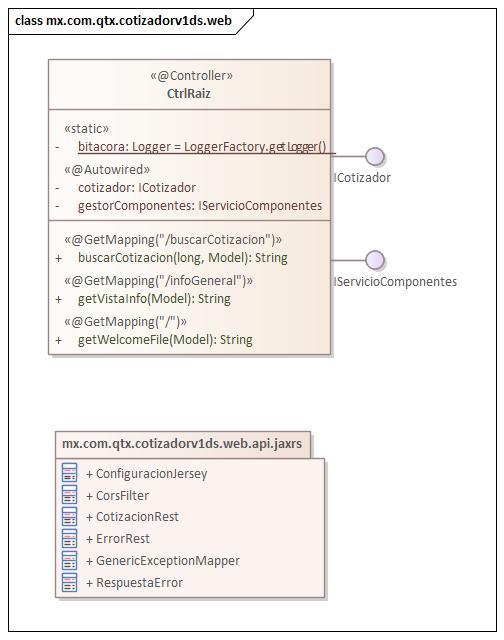 class mx.com.qtx.cotizadorv1ds.web
«@Controller»
CtrlRaiz
«static»
- bitacora: Logger = LoggerFactory.getLogger()
«@Autowired»
- cotizador: ICotizador
- gestorComponentes: IServicioComponentes
ICotizador
«@GetMapping("/buscarCotizacion")»
+ buscarCotizacion(long, Model): String
«@GetMapping("/infoGeneral")»
+ getVistaInfo(Model): String
«@GetMapping("/")»
+ getWelcomeFile(Model): String
IServicioComponentes
mx.com.qtx.cotizadorv1ds.web.api.jaxrs
+ ConfiguracionJersey
+ CorsFilter
+ CotizacionRest
+ ErrorRest
+ GenericExceptionMapper
+ RespuestaError